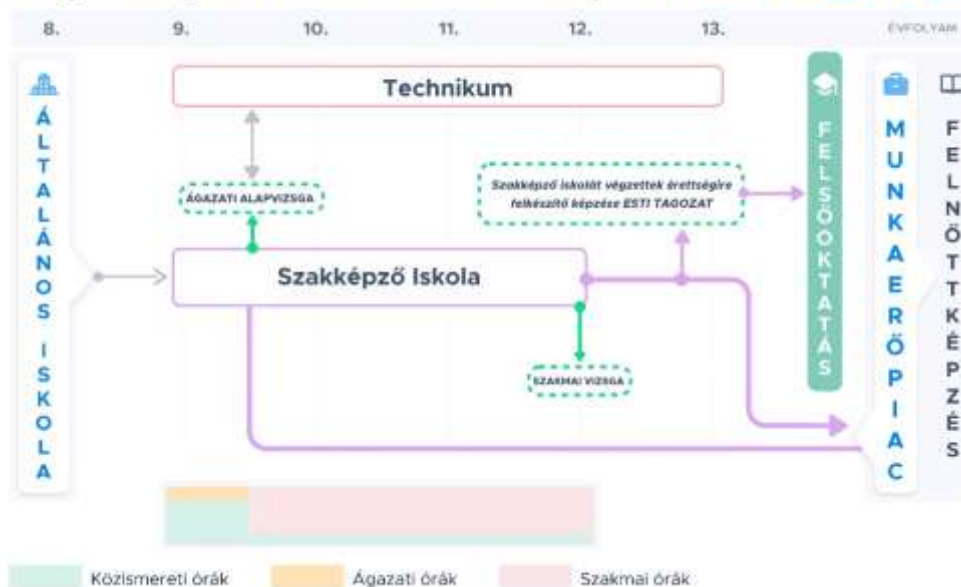 8. 9. 10. 11. 12. 13. ÉVFOLYAM
ÁLTALÁNOS ISKOLA
Technikum
ÁGAZATI ALAPVIZSGA
Szakképző iskolát végzettek érettségire
felkészítő képzése ESTI TAGOZAT
Szakképző Iskola
SZAKMAI VIZSGA
FELSŐOKTATÁS
MUNKAERŐPIAC
FELNŐTTKÉPZÉS
Közismereti órák Ágazati órák Szakmai órák